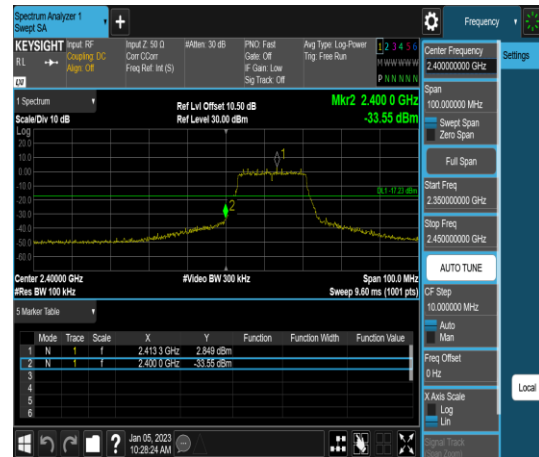 Spectrum Analyzer 1
Swept SA
+
Frequency
KEYSIGHT
RL
Input: RF
Coupling: DC
Align: Off
Input Z: 50 Ω
Corr CCorr
Freq Ref: Int (S)
#Atten: 30 dB
PNO: Fast
Gate: Off
IF Gain: Low
Sig Track: Off
Avg Type: Log-Power
Trig: Free Run
1 2 3 4 5 6
M W W W W W
P N N N N N
1 Spectrum
Scale/Div 10 dB
Ref Lvl Offset 10.50 dB
Ref Level 30.00 dBm
Mkr2 2.400 0 GHz
-33.55 dBm
Log
20.0
10.0
0.00
-10.0
-20.0
-30.0
-40.0
-50.0
-60.0
1
2
DL1 -17.23 dBm
Center 2.40000 GHz
#Res BW 100 kHz
#Video BW 300 kHz
Span 100.0 MHz
Sweep 9.60 ms (1001 pts)
5 Marker Table
Mode Trace Scale X Y Function Function Width Function Value
1 N 1 f 2.413 3 GHz 2.849 dBm
2 N 1 f 2.400 0 GHz -33.55 dBm
3
4
5
6
Jan 05, 2023
10:28:24 AM
?
Center Frequency
2.400000000 GHz
Span
100.000000 MHz
Swept Span
Zero Span
Full Span
Start Freq
2.350000000 GHz
Stop Freq
2.450000000 GHz
AUTO TUNE
CF Step
10.000000 MHz
Auto
Man
Freq Offset
0 Hz
X Axis Scale
Log
Lin
Signal Track
(Span Zoom)
Settings
Local